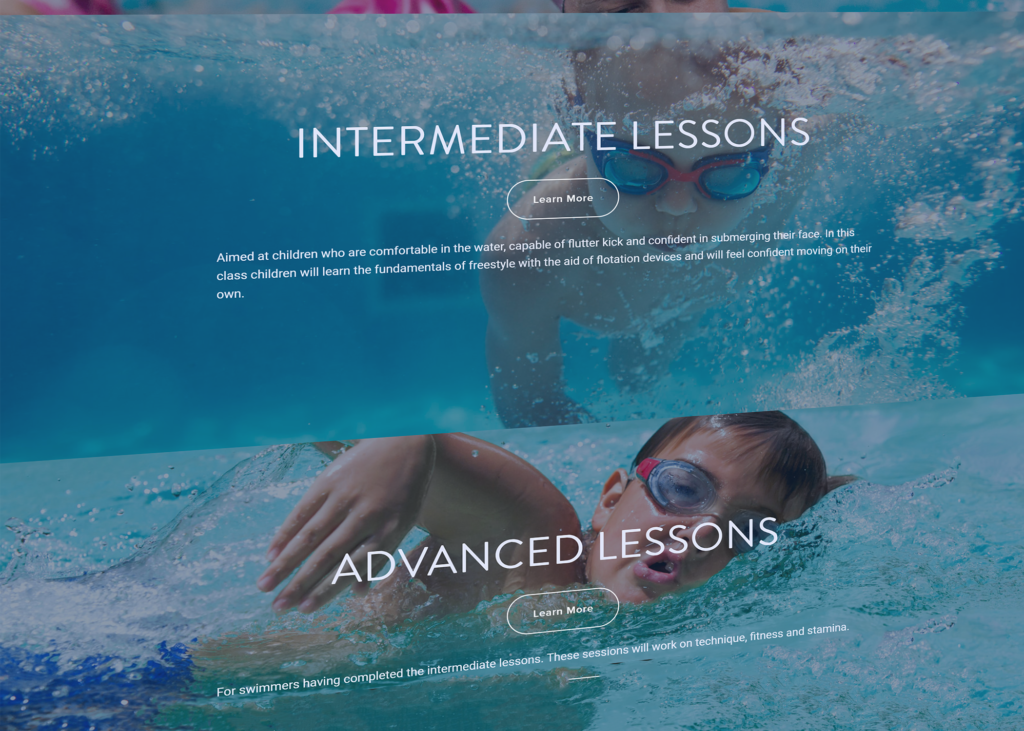 INTERMEDIATE LESSONS
Learn More
Aimed at children who are comfortable in the water, capable of flutter kick and confident in submerging their face. In this
class children will learn the fundamentals of freestyle with the aid of flotation devices and will feel confident moving on their
own.
ADVANCED LESSONS
Learn More
For swimmers having completed the intermediate lessons. These sessions will work on technique, fitness and stamina.